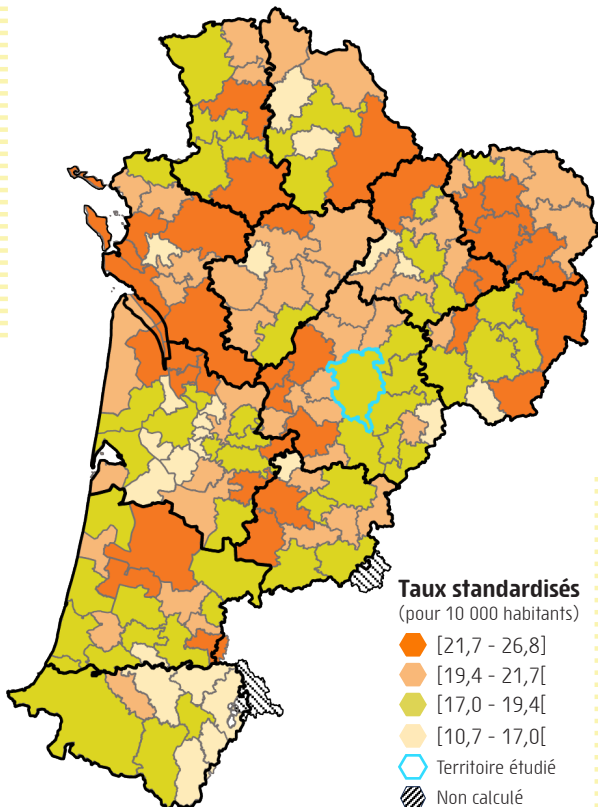 Taux standardisés
(pour 10 000 habitants)
[21,7 - 26,8]
[19,4 - 21,7[
[17,0 - 19,4[
[10,7 - 17,0[
Territoire étudié
Non calculé